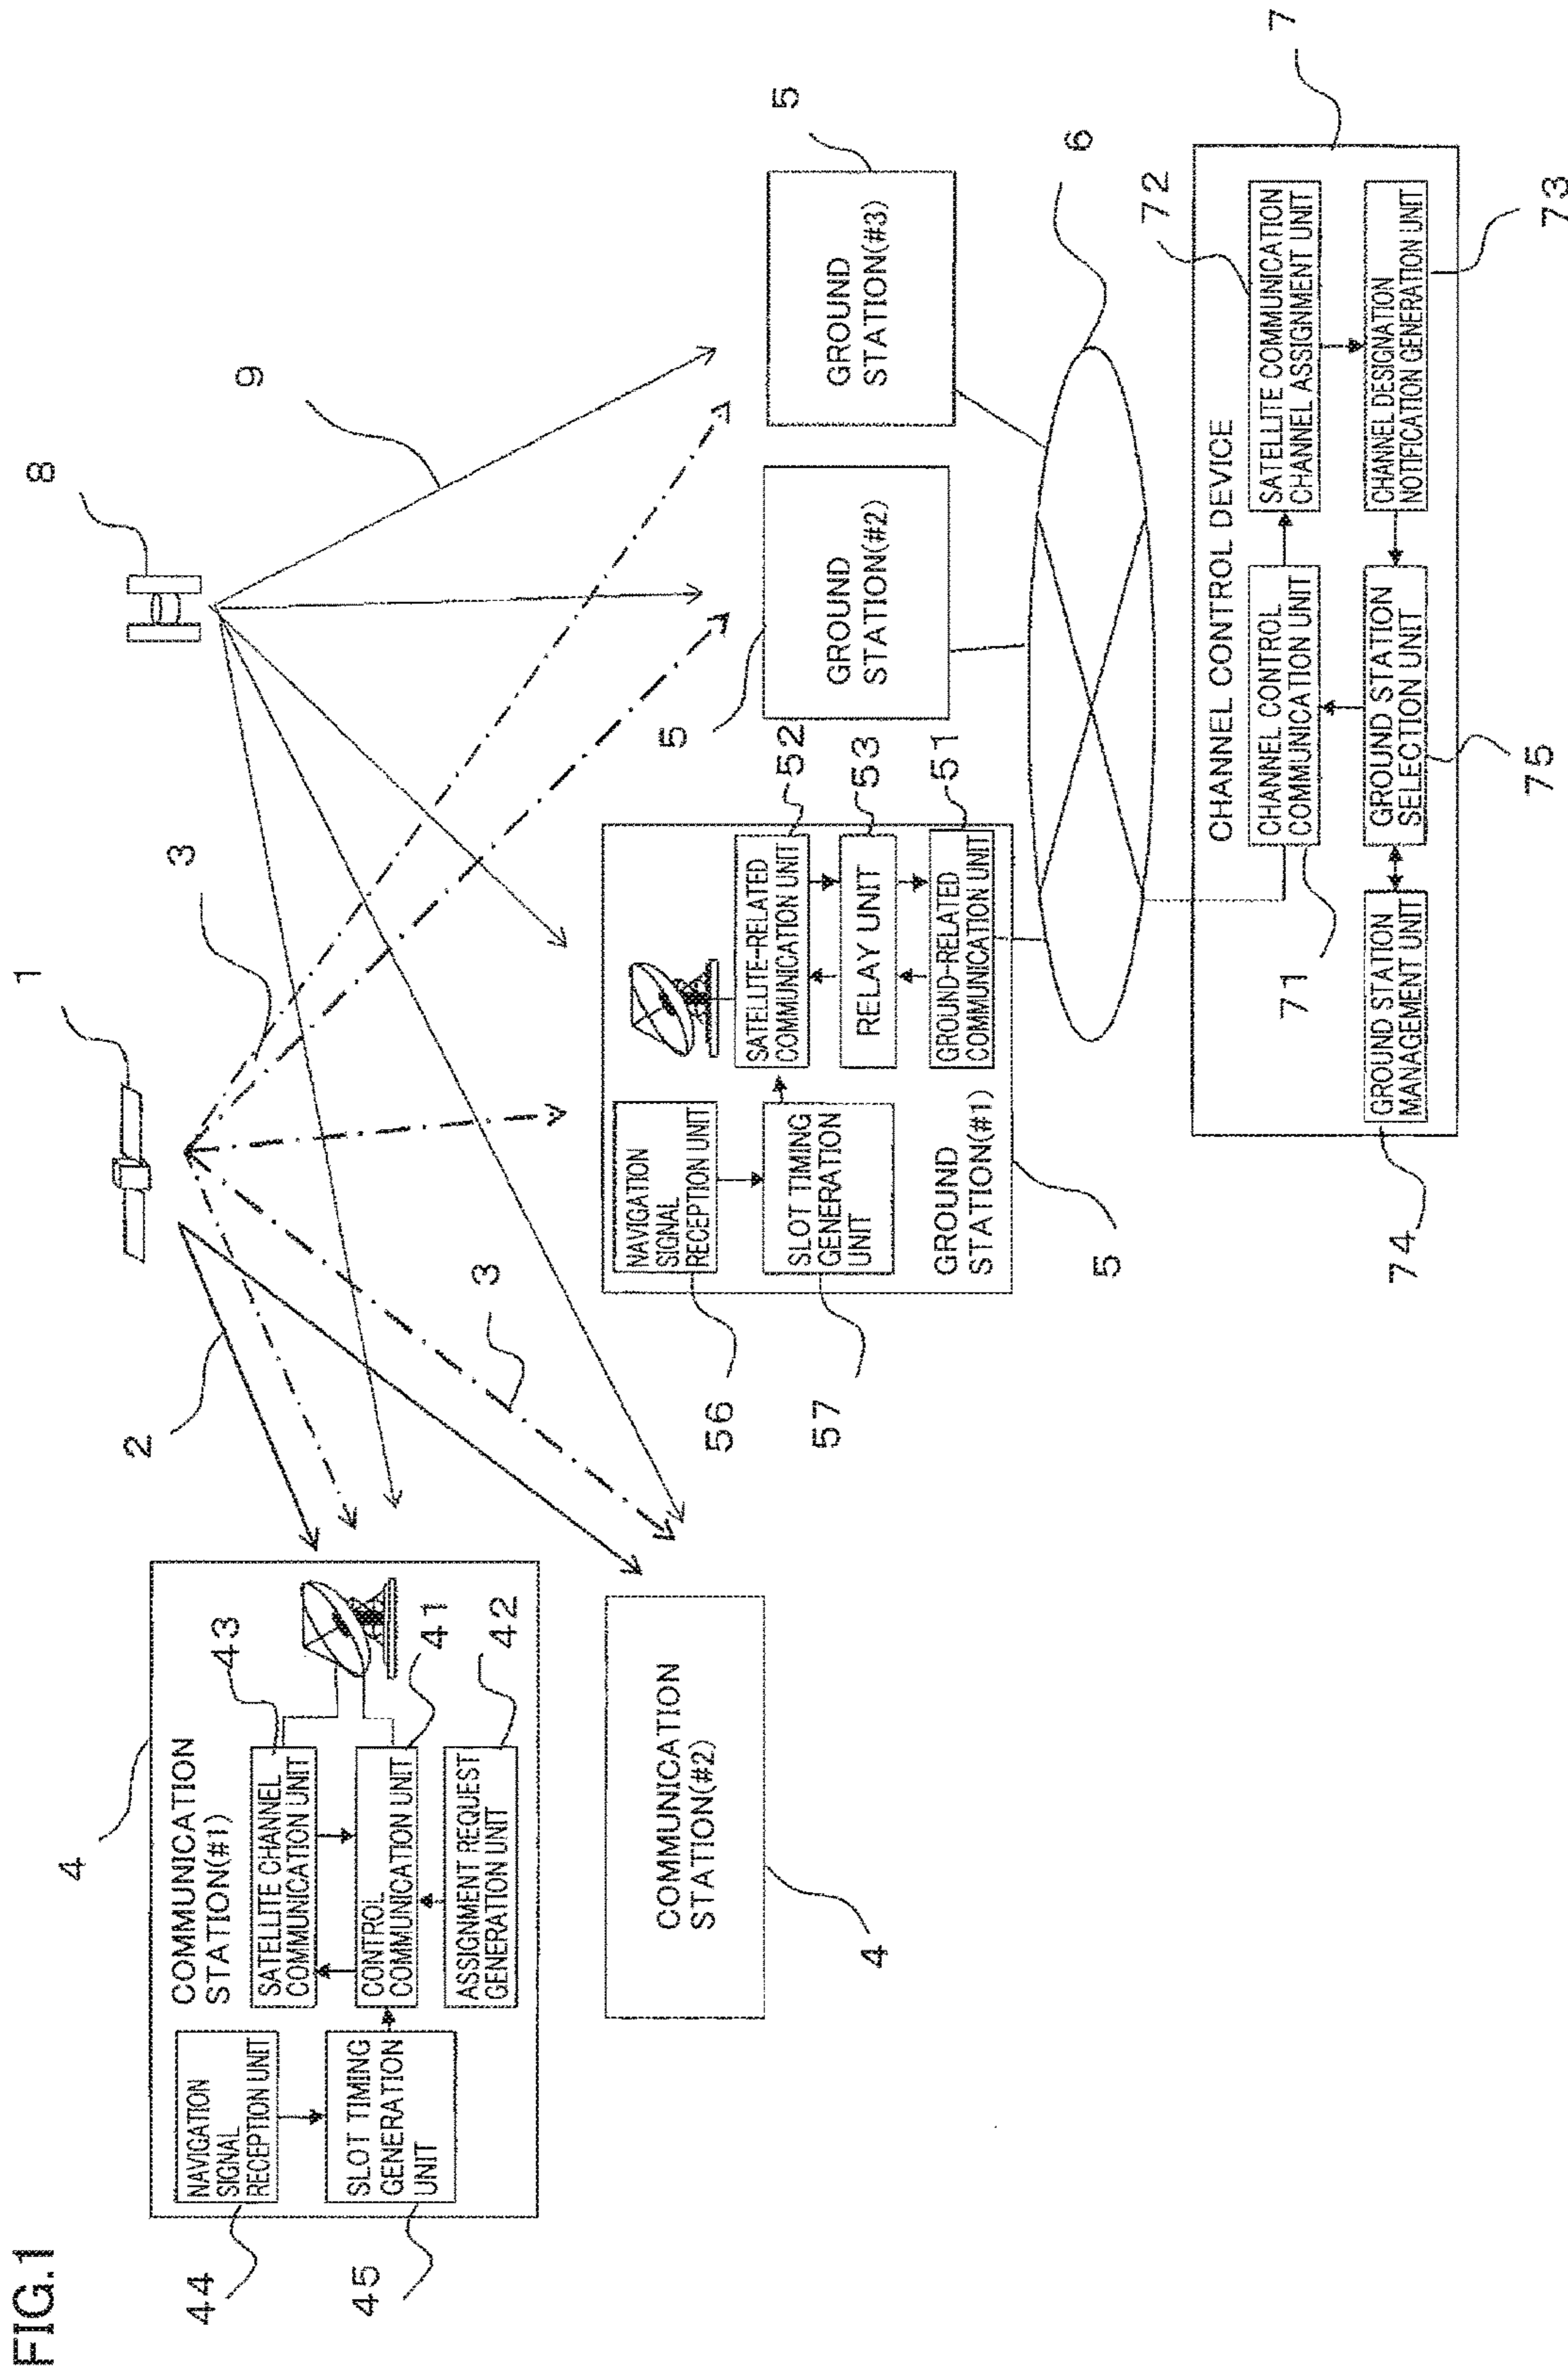 FIG.1
1
8
2
3
9
3
4
COMMUNICATION
STATION(#1)
43
SATELLITE CHANNEL
COMMUNICATION UNIT
41
CONTROL
COMMUNICATION UNIT
42
ASSIGNMENT REQUEST
GENERATION UNIT
44
NAVIGATION
SIGNAL
RECEPTION UNIT
45
SLOT TIMING
GENERATION
UNIT
COMMUNICATION
STATION(#2)
4
56
NAVIGATION
SIGNAL
RECEPTION UNIT
57
SLOT TIMING
GENERATION
UNIT
SATELLITE-RELATED
COMMUNICATION UNIT
52
RELAY UNIT
53
GROUND-RELATED
COMMUNICATION UNIT
51
GROUND
STATION(#1)
5
5
GROUND
STATION(#2)
5
GROUND
STATION(#3)
6
7
CHANNEL CONTROL DEVICE
CHANNEL CONTROL
COMMUNICATION UNIT
71
SATELLITE COMMUNICATION
CHANNEL ASSIGNMENT UNIT
72
GROUND STATION
MANAGEMENT UNIT
74
GROUND STATION
SELECTION UNIT
75
CHANNEL DESIGNATION
NOTIFICATION GENERATION UNIT
73